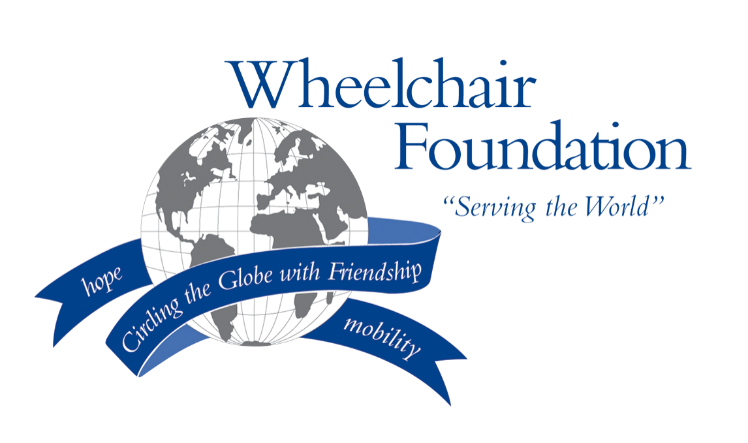 Wheelchair
Foundation
“Serving the World”
hope
Circling the Globe with Friendship
mobility